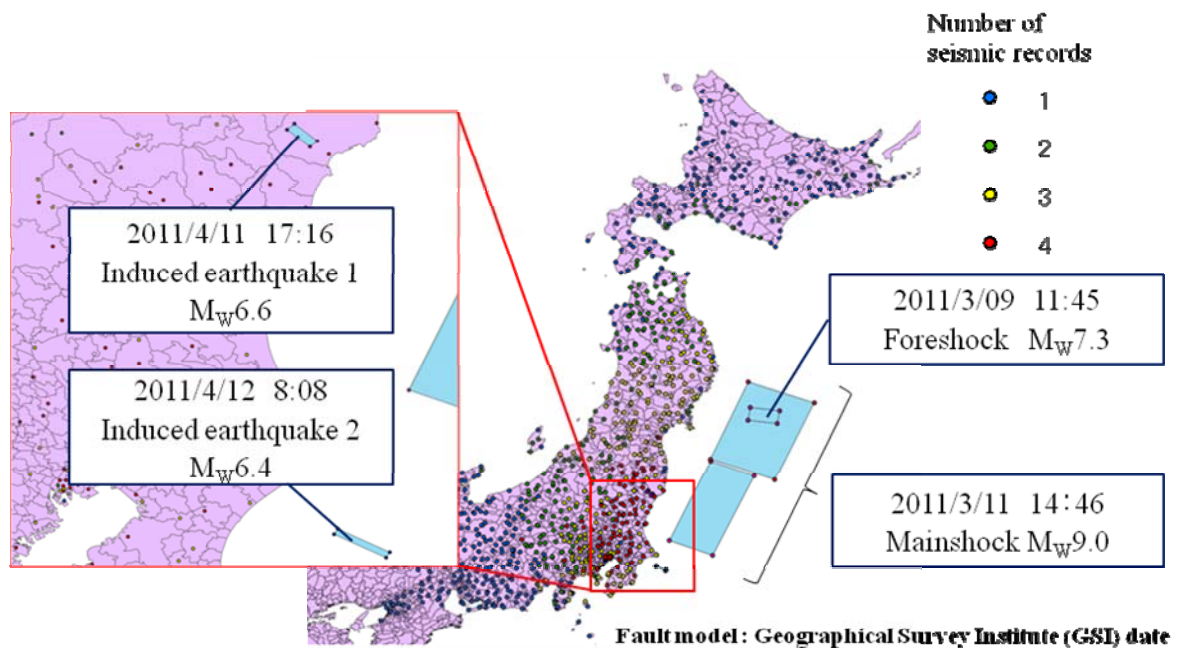 Number of
seismic records
1
2
3
4
2011/4/11 17:16
Induced earthquake 1
MW6.6
2011/4/12 8:08
Induced earthquake 2
MW6.4
2011/3/09 11:45
Foreshock MW7.3
2011/3/11 14:46
Mainshock MW9.0
Fault model : Geographical Survey Institute (GSI) date